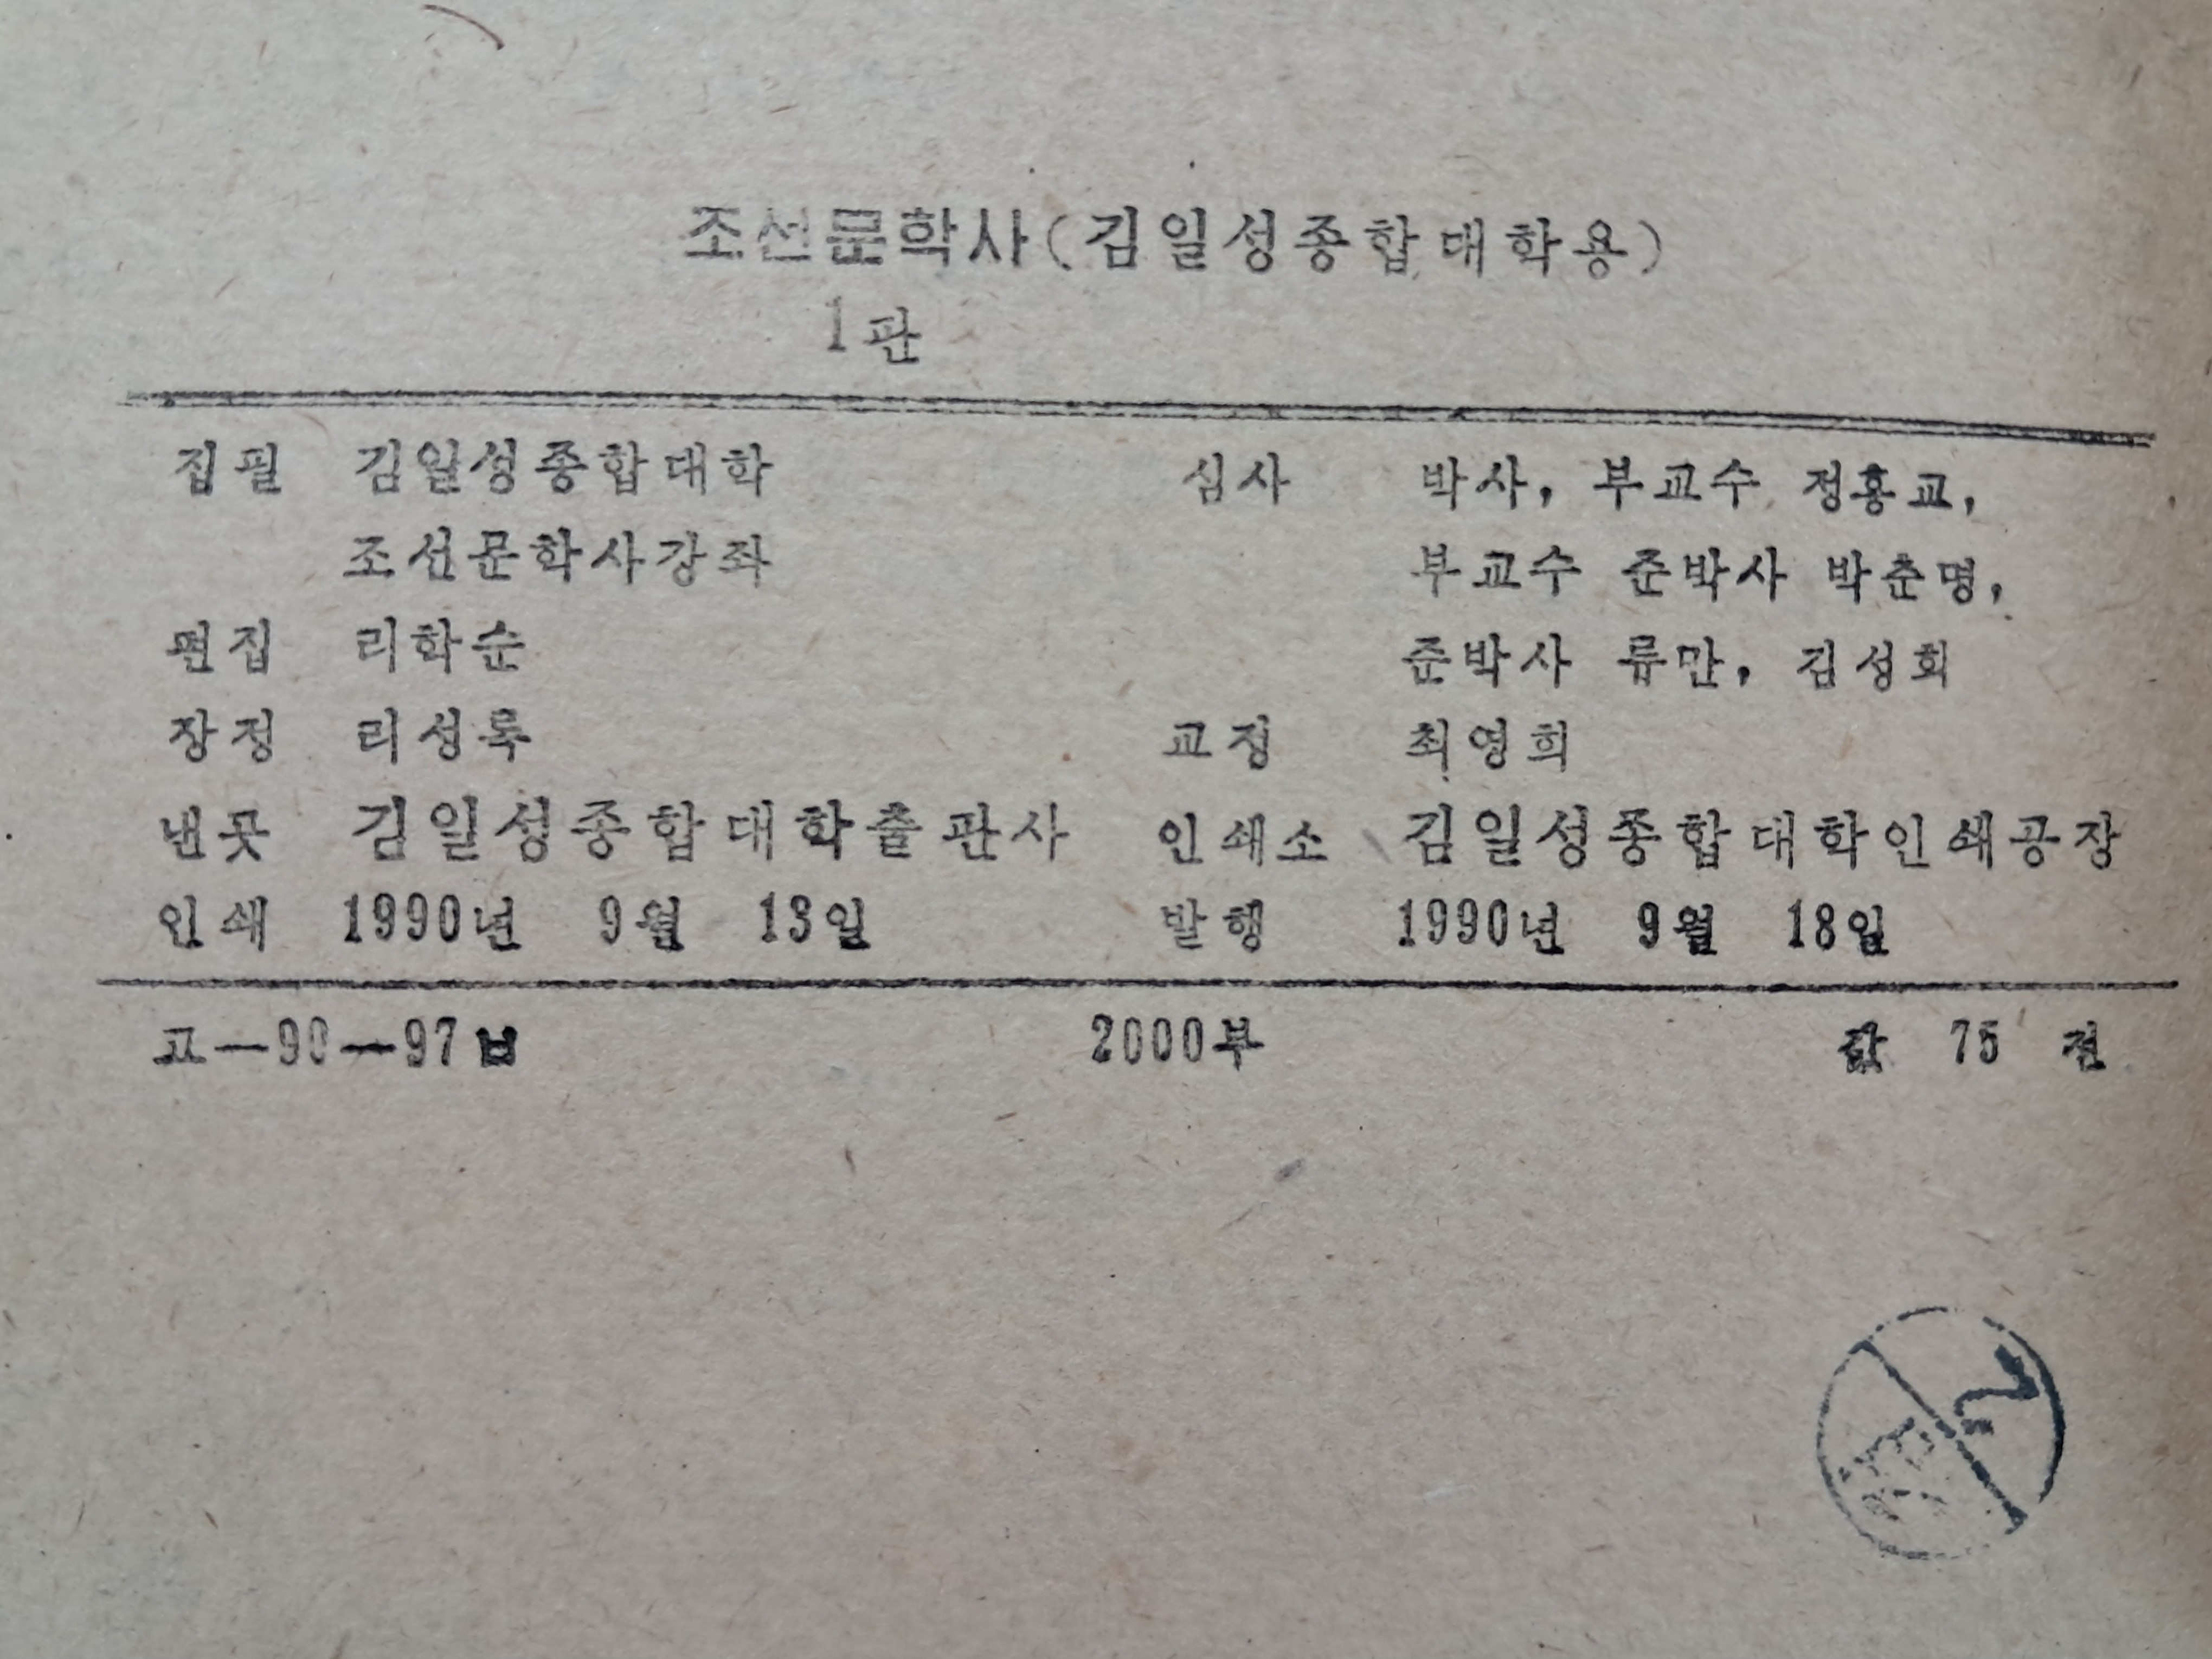 조선문학사(김일성종합대학용)
1판
집필 김일성종합대학 심사 박사, 부교수 정홍교,
조선문학사강좌 부교수 준박사 박춘명,
준박사 류만, 김성희
편집 리학순
장정 리성록 교정 최영희
낸곳 김일성종합대학출판사 인쇄소 김일성종합대학인쇄공장
인쇄 1990년 9월 13일 발행 1990년 9월 18일
교—90—97ㅂ 2000부 값 75 전